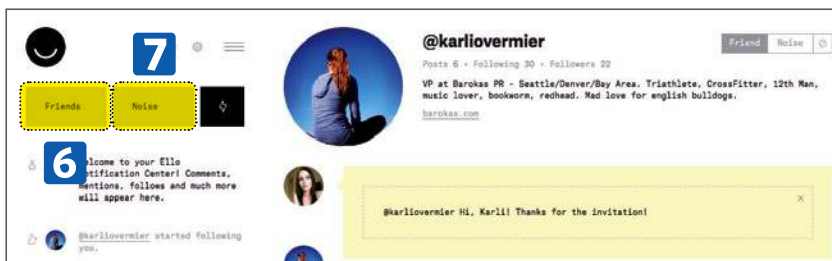 7
Friends
Noise
6
Welcome to your Ello
Notification Center! Comments,
mentions, follows and much more
will appear here.
@karliovermier started following
you.
@karliovermier
Friend
Noise
Posts 6 • Following 30 • Followers 22
VP at Barokas PR - Seattle/Denver/Bay Area. Triathlete, CrossFitter, 12th Man,
music lover, bookworm, redhead. Mad love for english bulldogs.
barokas.com
@karliovermier Hi, Karli! Thanks for the invitation!